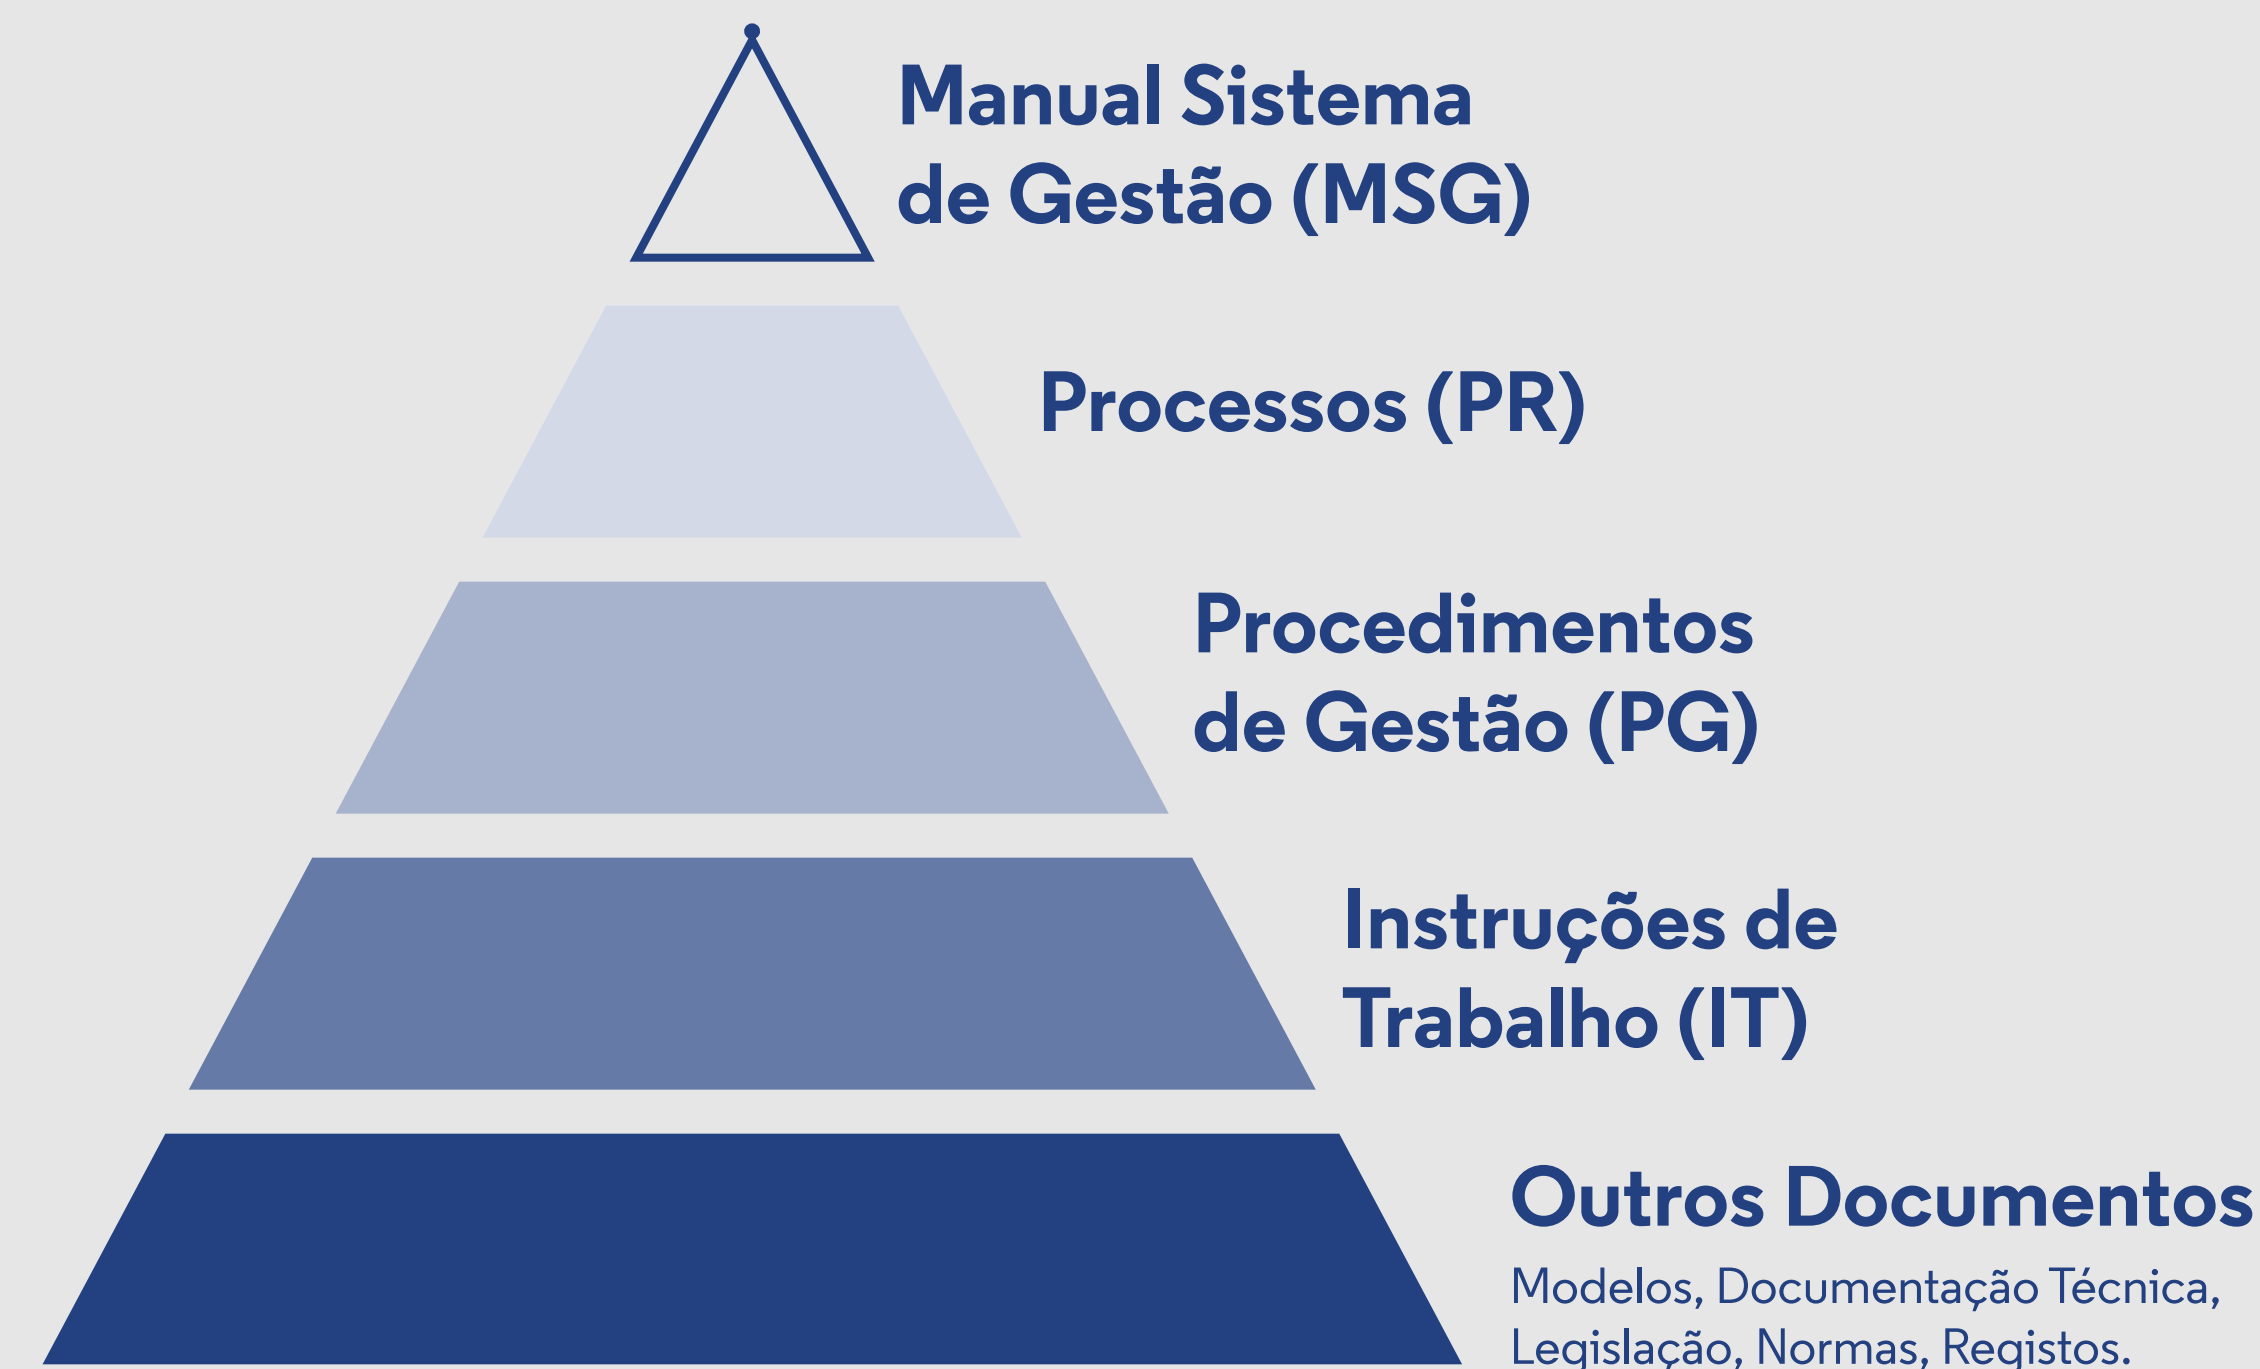 Manual Sistema
de Gestão (MSG)
Processos (PR)
Procedimentos
de Gestão (PG)
Instruções de
Trabalho (IT)
Outros Documentos
Modelos, Documentação Técnica,
Legislação, Normas, Registos.